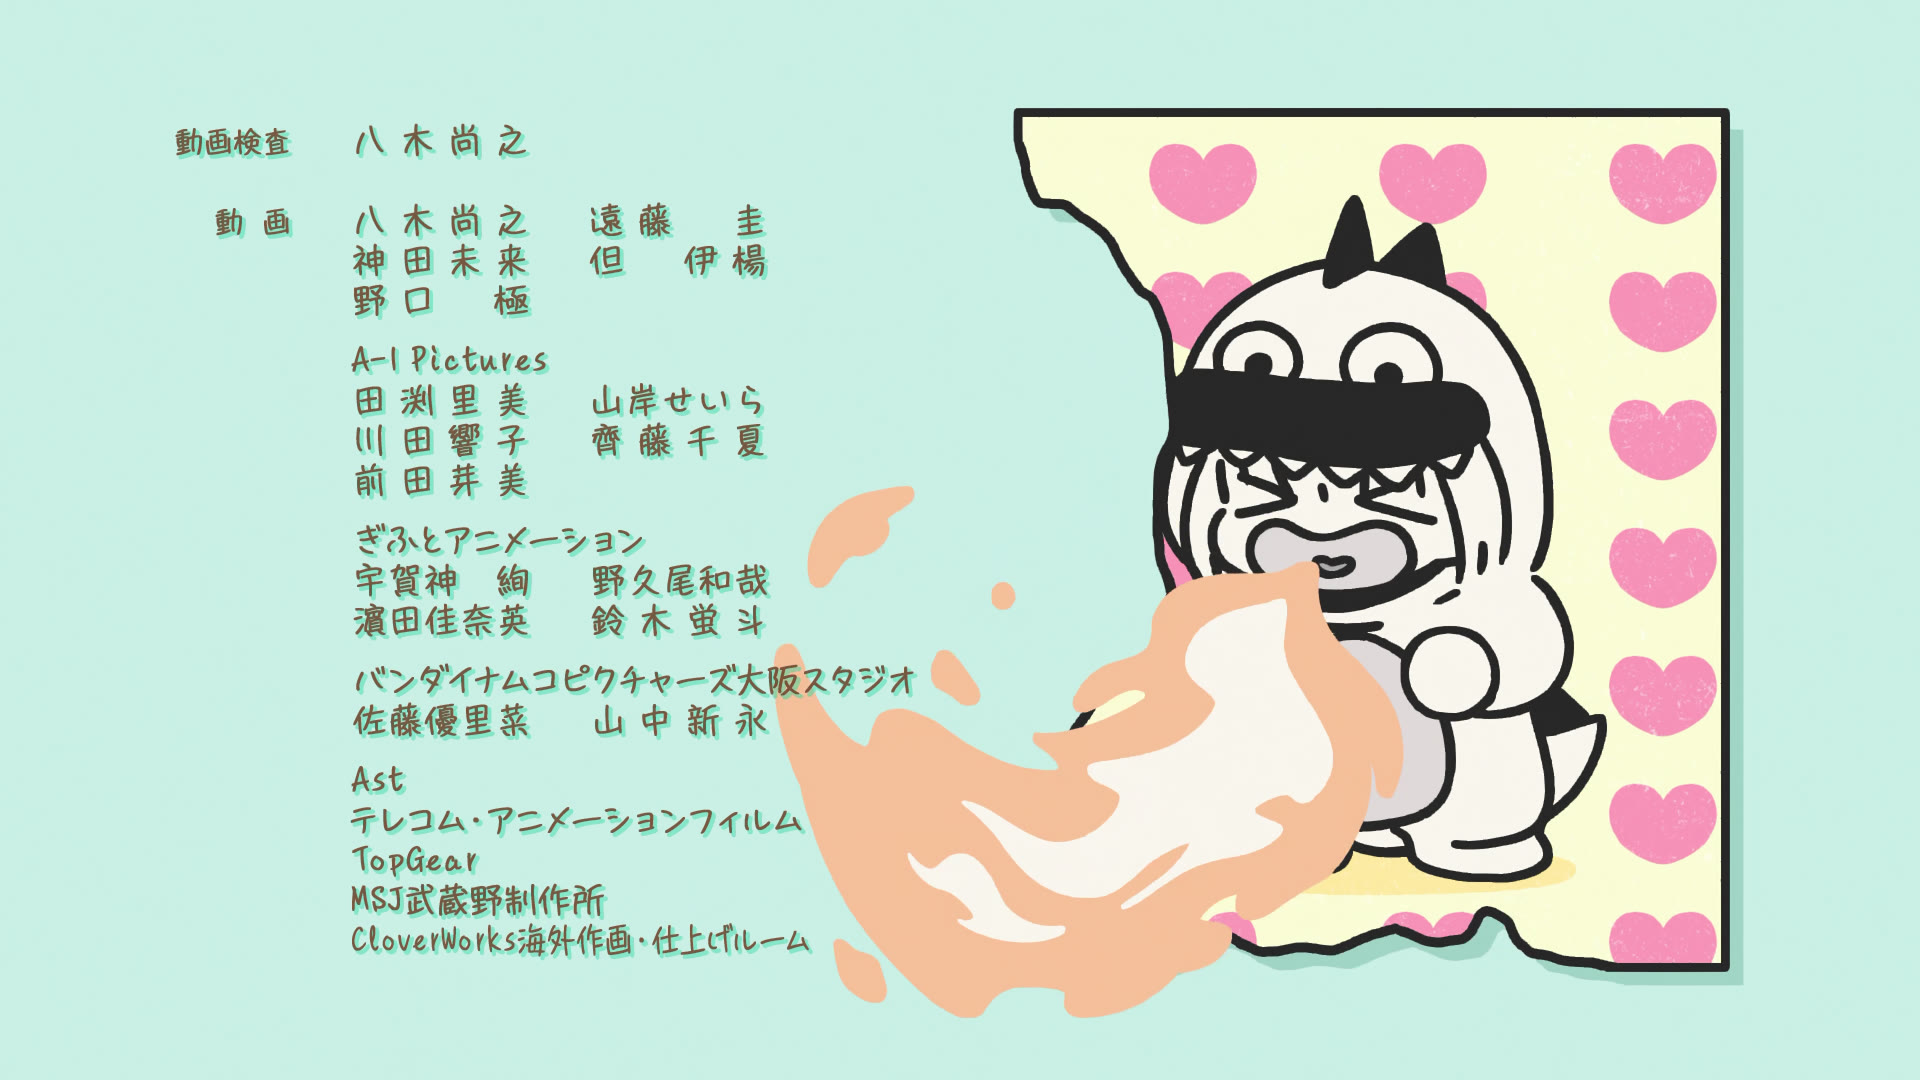 動画検査 八木尚之
動画 八木尚之 遠藤 圭
神田未来 但 伊楊
野口 極
A-1 Pictures
田渕里美 山岸せいら
川田響子 齊藤千夏
前田芽美
ぎふとアニメーション
宇賀神 絢 野久尾和哉
濵田佳奈英 鈴木蛍斗
バンダイナムコピクチャーズ大阪スタジオ
佐藤優里菜 山中新永
Ast
テレコム・アニメーションフィルム
TopGear
MSJ武蔵野制作所
CloverWorks海外作画・仕上げルーム